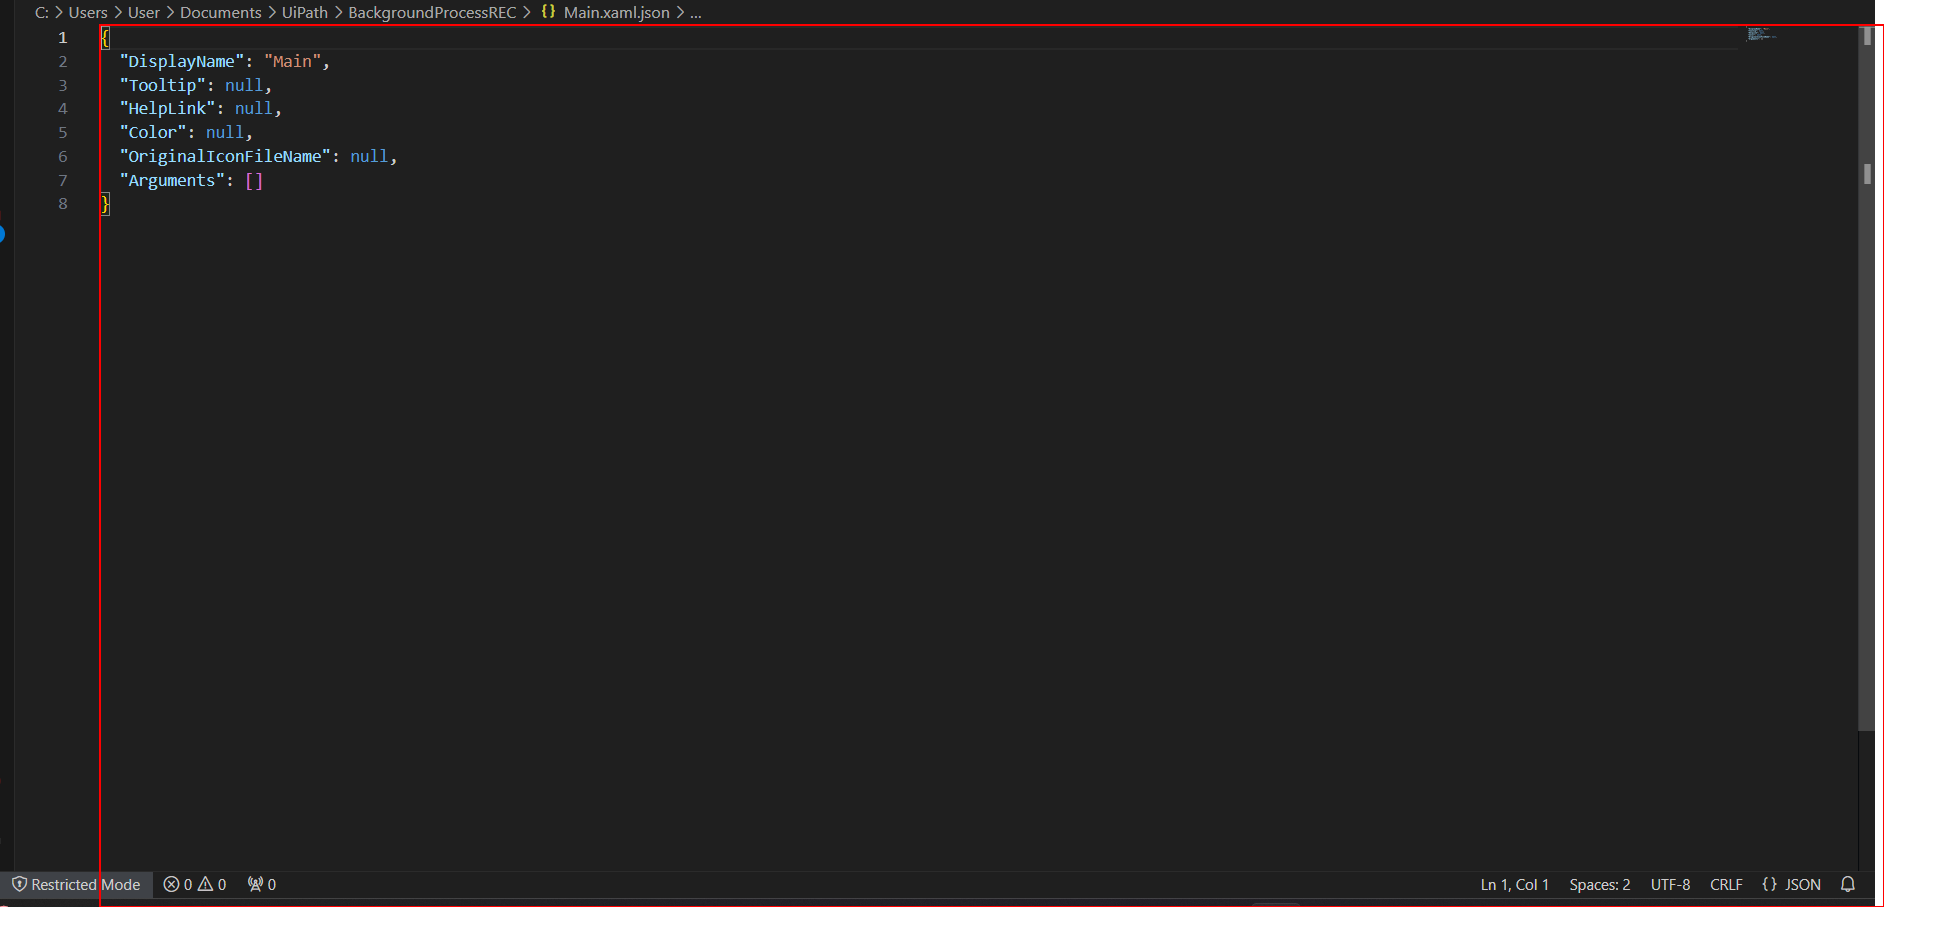 C: > Users > User > Documents > UiPath > BackgroundProcessREC > {} Main.xaml.json > ...
1 {
2 "DisplayName": "Main",
3 "Tooltip": null,
4 "HelpLink": null,
5 "Color": null,
6 "OriginalIconFileName": null,
7 "Arguments": []
8 }
Restricted Mode 0 0 0 Ln 1, Col 1 Spaces: 2 UTF-8 CRLF {} JSON